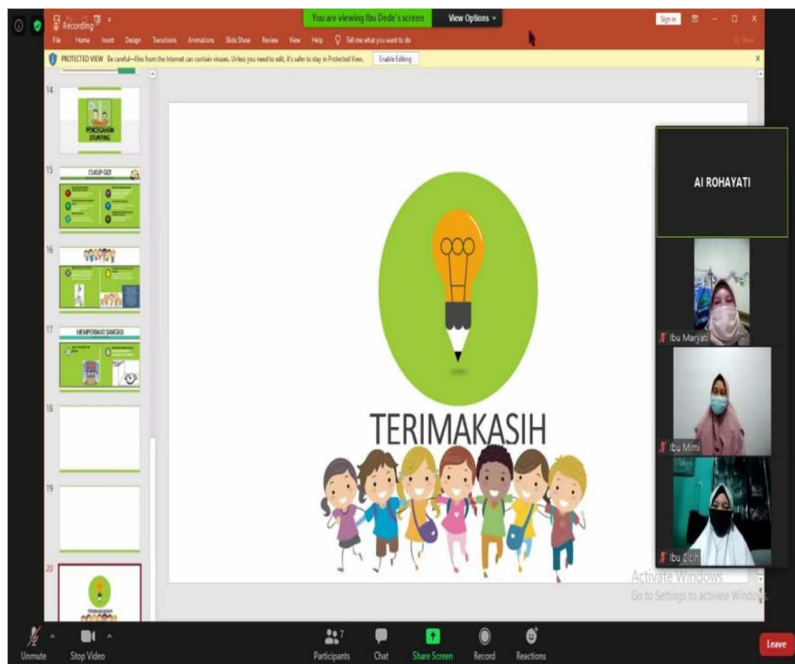 Recording
You are viewing Ibu Dede's screen
View Options
Sign in
File Home Insert Design Transitions Animations Slide Show Review View Help Tell me what you want to do Share
PROTECTED VIEW Be careful—files from the Internet can contain viruses. Unless you need to edit, it's safer to stay in Protected View. Enable Editing
14
PENCEGAHAN
STUNTING
15
CUKUP GIZI
16
17
MEMPERBAIKI SANITASI
18
19
20
TERIMAKASIH
TERIMAKASIH
AI ROHAYATI
Ibu Maryati
Ibu Mimi
Ibu Cicih
Activate Windows
Go to Settings to activate Windows.
Unmute
Stop Video
7
Participants
Chat
Share Screen
Record
Reactions
Leave